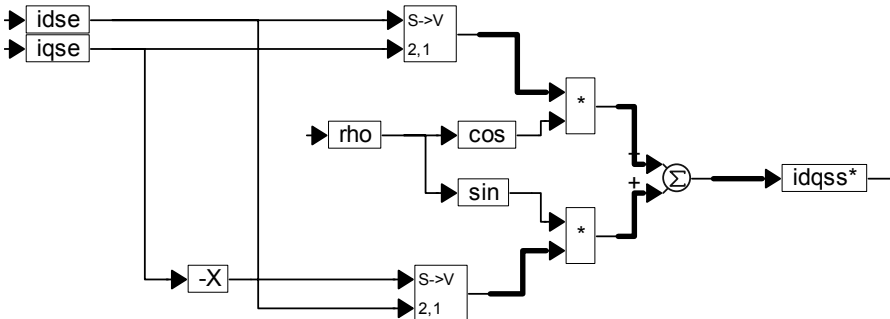 idse
iqse
S->V
2,1
*
rho
cos
+
Σ
idqss*
+
sin
*
-X
S->V
2,1